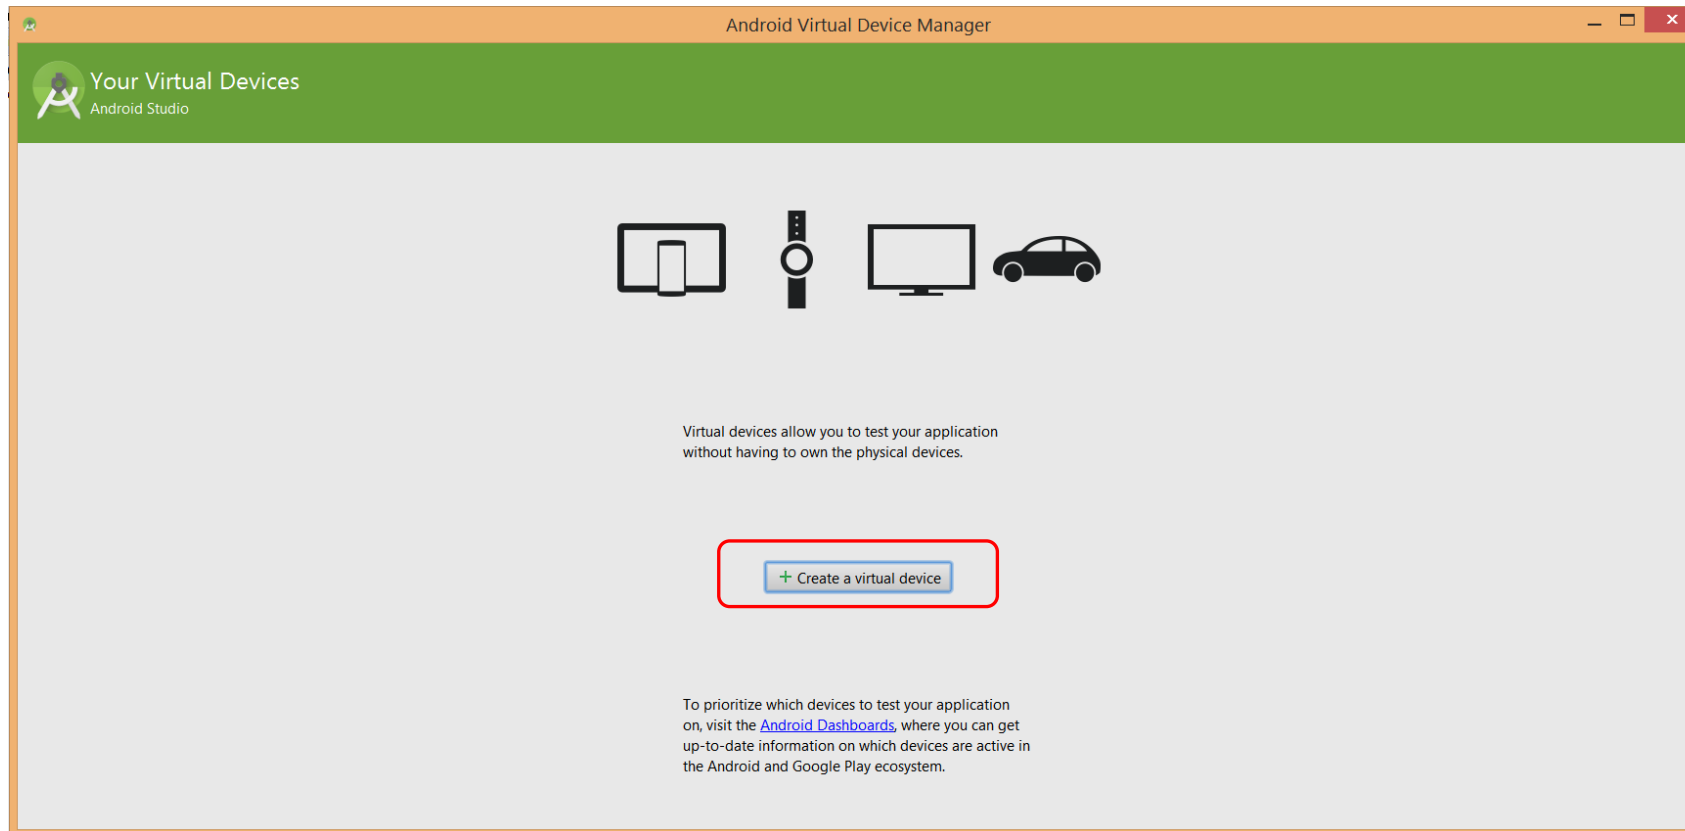 Android Virtual Device Manager
Your Virtual Devices
Android Studio
Virtual devices allow you to test your application
without having to own the physical devices.
+ Create a virtual device
To prioritize which devices to test your application
on, visit the Android Dashboards, where you can get
up-to-date information on which devices are active in
the Android and Google Play ecosystem.